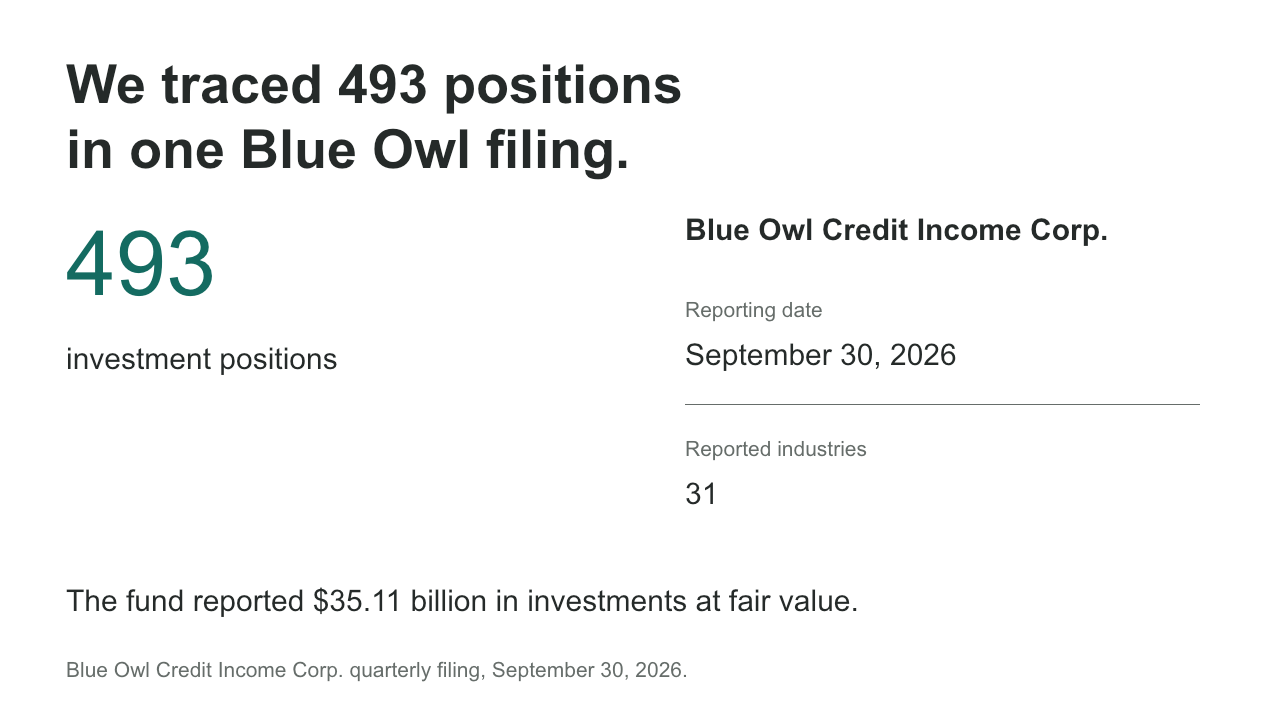 We traced 493 positions
in one Blue Owl filing.
493
investment positions
Blue Owl Credit Income Corp.
Reporting date
September 30, 2026
Reported industries
31
The fund reported $35.11 billion in investments at fair value.
Blue Owl Credit Income Corp. quarterly filing, September 30, 2026.